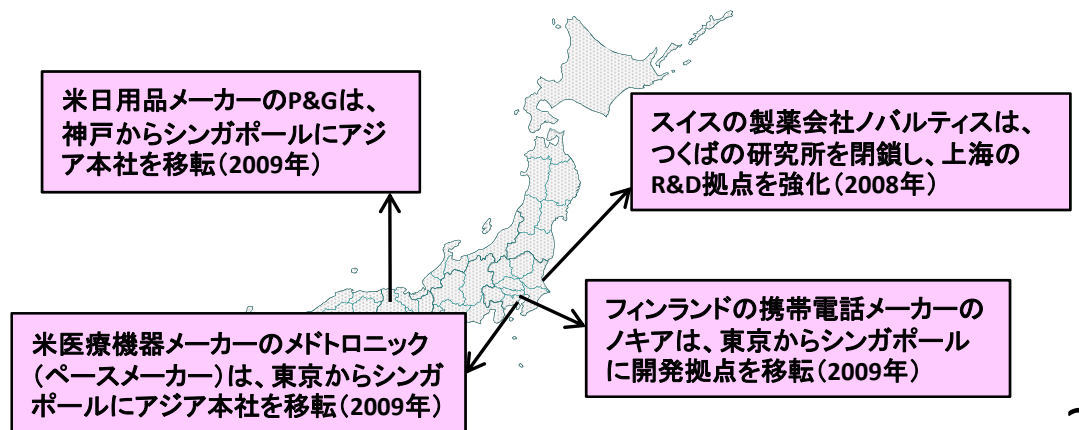 米日用品メーカーのP&Gは、
神戸からシンガポールにアジ
ア本社を移転(2009年)
スイスの製薬会社ノバルティスは、
つくばの研究所を閉鎖し、上海の
R&D拠点を強化(2008年)
米医療機器メーカーのメドトロニック
(ペースメーカー)は、東京からシンガ
ポールにアジア本社を移転(2009年)
フィンランドの携帯電話メーカーの
ノキアは、東京からシンガポール
に開発拠点を移転(2009年)